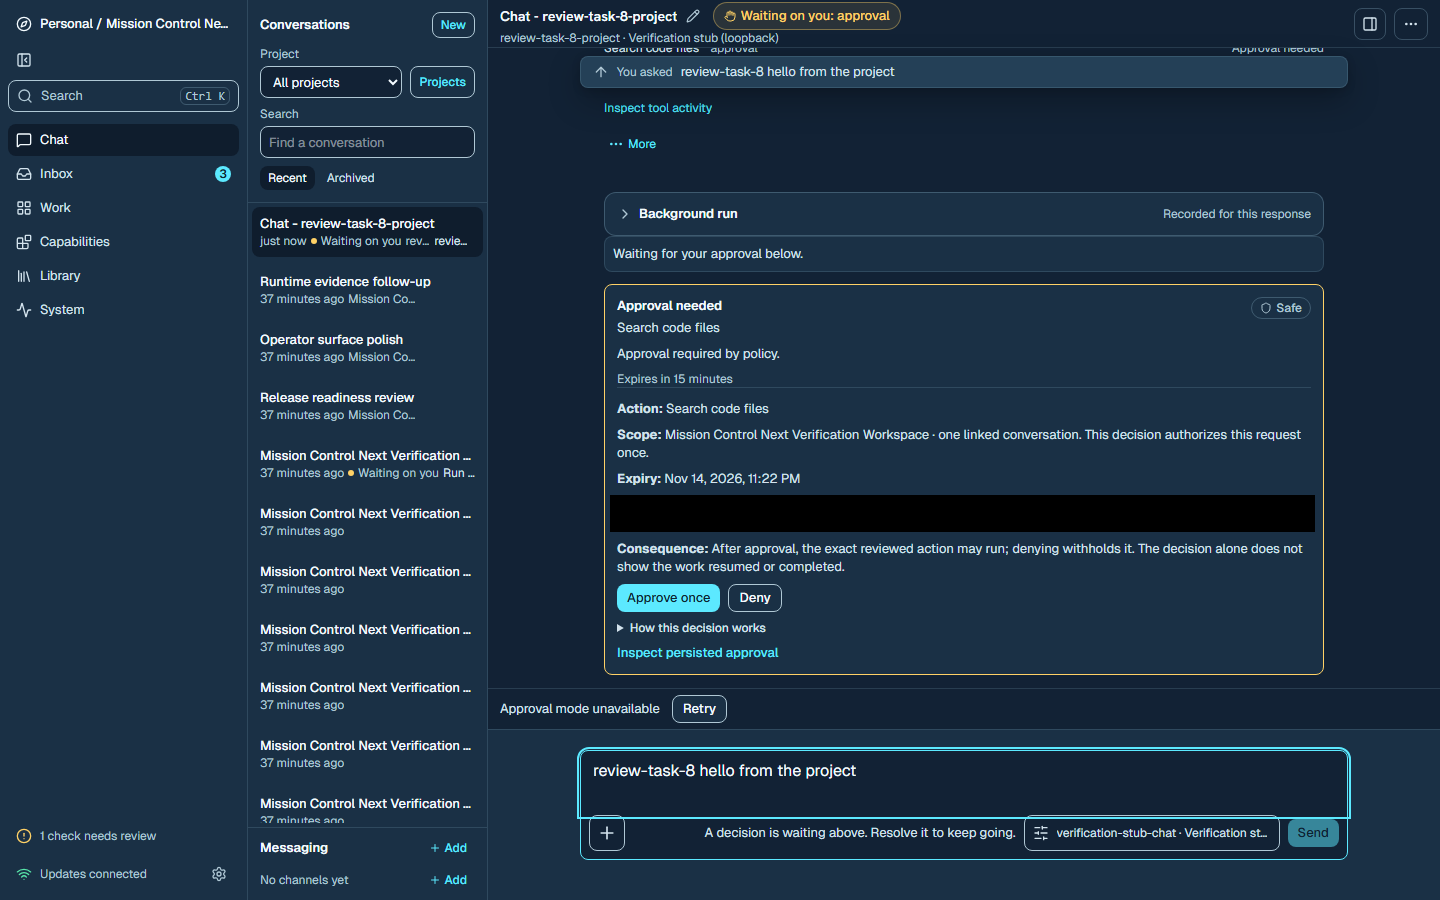 Personal / Mission Control Ne...
Search
Ctrl K
Chat
Inbox
3
Work
Capabilities
Library
System
1 check needs review
Updates connected
Conversations
New
Project
All projects
Projects
Search
Find a conversation
Recent
Archived
Chat - review-task-8-project
just now Waiting on you rev... revie...
Runtime evidence follow-up
37 minutes ago Mission Co...
Operator surface polish
37 minutes ago Mission Co...
Release readiness review
37 minutes ago Mission Co...
Mission Control Next Verification ...
37 minutes ago Waiting on you Run ...
Mission Control Next Verification ...
37 minutes ago
Mission Control Next Verification ...
37 minutes ago
Mission Control Next Verification ...
37 minutes ago
Mission Control Next Verification ...
37 minutes ago
Mission Control Next Verification ...
37 minutes ago
Mission Control Next Verification ...
37 minutes ago
Messaging
+ Add
No channels yet
+ Add
Chat - review-task-8-project
Waiting on you: approval
review-task-8-project · Verification stub (loopback)
Search code files approval
Approval needed
You asked review-task-8 hello from the project
Inspect tool activity
··· More
Background run
Recorded for this response
Waiting for your approval below.
Approval needed
Safe
Search code files
Approval required by policy.
Expires in 15 minutes
Action: Search code files
Scope: Mission Control Next Verification Workspace · one linked conversation. This decision authorizes this request
once.
Expiry: Nov 14, 2026, 11:22 PM
Consequence: After approval, the exact reviewed action may run; denying withholds it. The decision alone does not
show the work resumed or completed.
Approve once
Deny
How this decision works
Inspect persisted approval
Approval mode unavailable
Retry
review-task-8 hello from the project
A decision is waiting above. Resolve it to keep going.
verification-stub-chat · Verification st...
Send